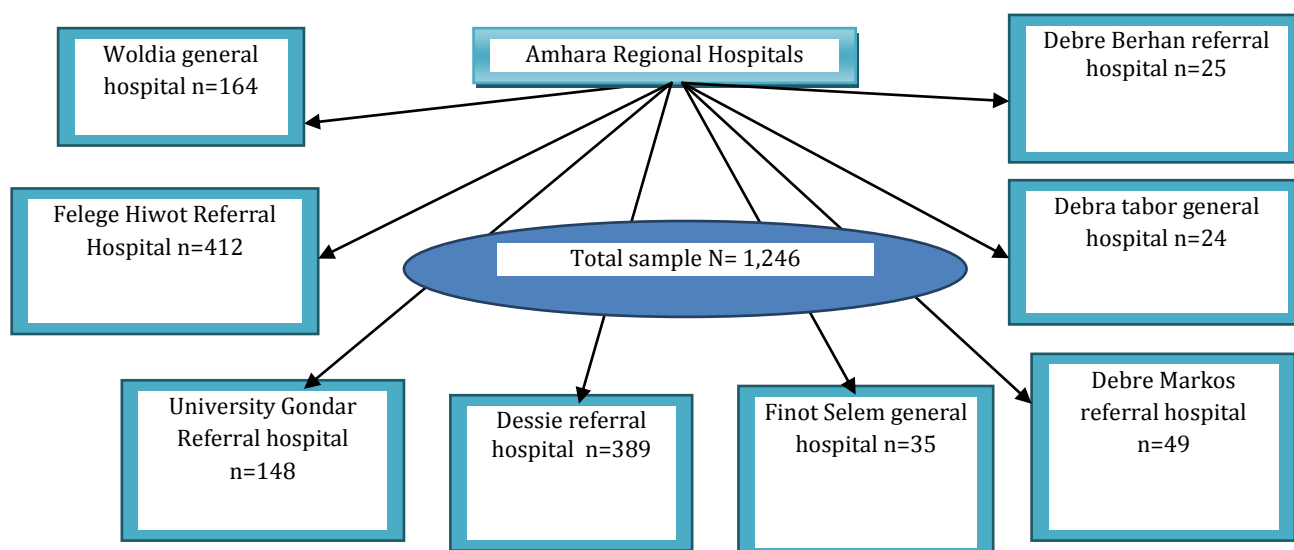 Woldia general
hospital n=164
Amhara Regional Hospitals
Debre Berhan referral
hospital n=25
Felege Hiwot Referral
Hospital n=412
Debra tabor general
hospital n=24
Total sample N= 1,246
University Gondar
Referral hospital
n=148
Dessie referral
hospital n=389
Finot Selem general
hospital n=35
Debre Markos
referral hospital
n=49